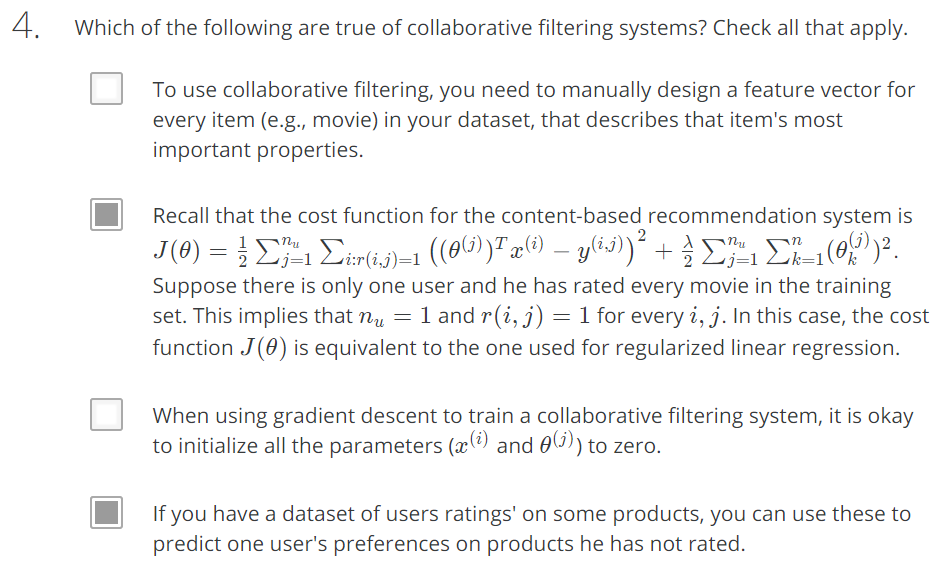 4. Which of the following are true of collaborative filtering systems? Check all that apply.
To use collaborative filtering, you need to manually design a feature vector for
every item (e.g., movie) in your dataset, that describes that item's most
important properties.
Recall that the cost function for the content-based recommendation system is
J(θ) = \frac{1}{2} \sum_{j=1}^{n_u} \sum_{i:r(i,j)=1} ((θ^{(j)})^T x^{(i)} − y^{(i,j)})^2 + \frac{λ}{2} \sum_{j=1}^{n_u} \sum_{k=1}^{n} (θ_k^{(j)})^2.
Suppose there is only one user and he has rated every movie in the training
set. This implies that n_u = 1 and r(i, j) = 1 for every i, j. In this case, the cost
function J(θ) is equivalent to the one used for regularized linear regression.
When using gradient descent to train a collaborative filtering system, it is okay
to initialize all the parameters (x^{(i)} and θ^{(j)}) to zero.
If you have a dataset of users ratings' on some products, you can use these to
predict one user's preferences on products he has not rated.